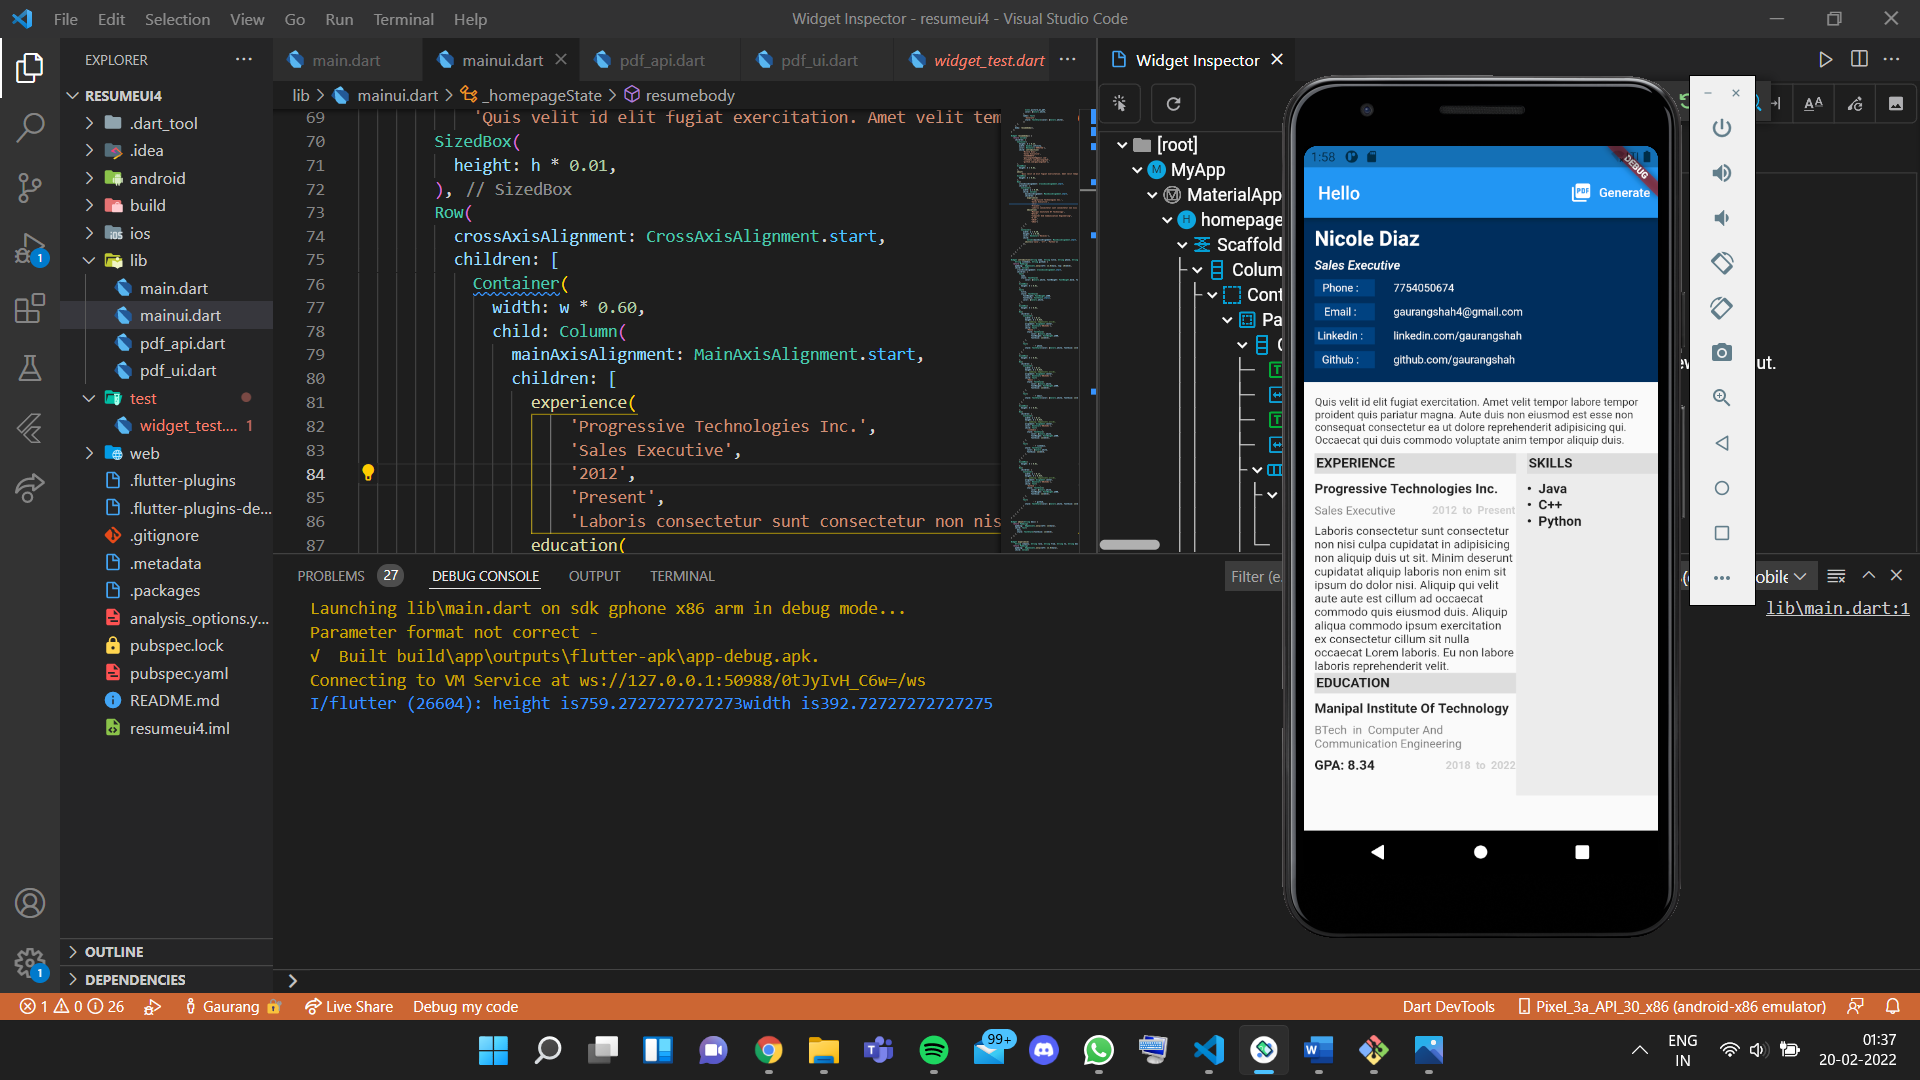 File Edit Selection View Go Run Terminal Help
Widget Inspector - resumeui4 - Visual Studio Code
EXPLORER
RESUMEUI4
.dart_tool
.idea
android
build
ios
lib
main.dart
mainui.dart
pdf_api.dart
pdf_ui.dart
test
widget_test.... 1
web
.flutter-plugins
.flutter-plugins-de...
.gitignore
.metadata
.packages
analysis_options.y...
pubspec.lock
pubspec.yaml
README.md
resumeui4.iml
OUTLINE
DEPENDENCIES
1
1
main.dart mainui.dart pdf_api.dart pdf_ui.dart widget_test.dart
lib > mainui.dart > _homepageState > resumebody
69 'Quis velit id elit fugiat exercitation. Amet velit tem
70 SizedBox(
71 height: h * 0.01,
72 ), // SizedBox
73 Row(
74 crossAxisAlignment: CrossAxisAlignment.start,
75 children: [
76 Container(
77 width: w * 0.60,
78 child: Column(
79 mainAxisAlignment: MainAxisAlignment.start,
80 children: [
81 experience(
82 'Progressive Technologies Inc.',
83 'Sales Executive',
84 '2012',
85 'Present',
86 'Laboris consectetur sunt consectetur non nis
87 education(
Widget Inspector
[root]
MyApp
MaterialApp
homepage
Scaffold
Colum
Cont
Pa
C
ut.
PROBLEMS 27 DEBUG CONSOLE OUTPUT TERMINAL
Filter (e.
obile
Launching lib\main.dart on sdk gphone x86 arm in debug mode...
lib\main.dart:1
Parameter format not correct -
√ Built build\app\outputs\flutter-apk\app-debug.apk.
Connecting to VM Service at ws://127.0.0.1:50988/0tJyIvH_C6w=/ws
I/flutter (26604): height is759.2727272727273width is392.72727272727275
1:58
DEBUG
Hello
PDF Generate
Nicole Diaz
Sales Executive
Phone : 7754050674
Email : gaurangshah4@gmail.com
Linkedin : linkedin.com/gaurangshah
Github : github.com/gaurangshah
Quis velit id elit fugiat exercitation. Amet velit tempor labore tempor
proident quis pariatur magna. Aute duis non eiusmod est esse non
consequat consectetur ea ut dolore reprehenderit adipisicing qui.
Occaecat qui duis commodo voluptate anim tempor aliquip duis.
EXPERIENCE
Progressive Technologies Inc.
Sales Executive 2012 to Present
Laboris consectetur sunt consectetur
non nisi culpa cupidatat in adipisicing
non aliquip duis ut sit. Minim deserunt
cupidatat aliquip laboris non enim sit
ipsum do dolor nisi. Aliquip qui velit
aute aute est cillum ad occaecat
commodo quis eiusmod duis. Aliquip
aliqua commodo ipsum exercitation
ex consectetur cillum sit nulla
occaecat Lorem laboris. Eu non labore
laboris reprehenderit velit.
EDUCATION
Manipal Institute Of Technology
BTech in Computer And
Communication Engineering
GPA: 8.34 2018 to 2022
SKILLS
• Java
• C++
• Python
1 0 26 Gaurang Live Share Debug my code
Dart DevTools Pixel_3a_API_30_x86 (android-x86 emulator)
99+
ENG
IN
01:37
20-02-2022